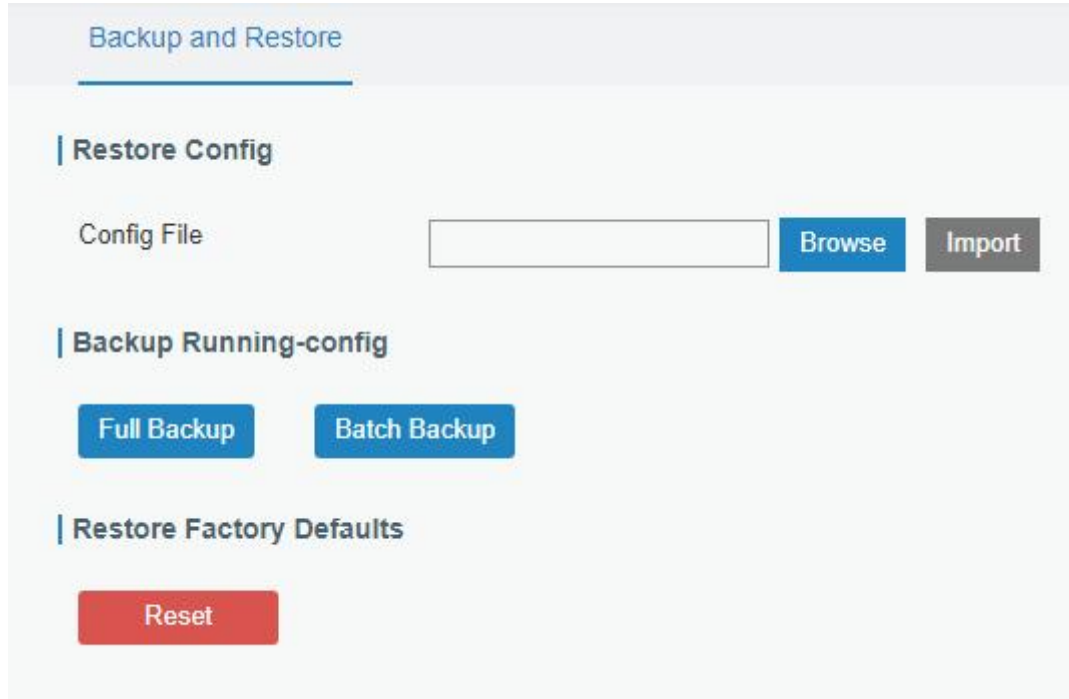 Backup and Restore
Restore Config
Config File Browse Import
Backup Running-config
Full Backup Batch Backup
Restore Factory Defaults
Reset